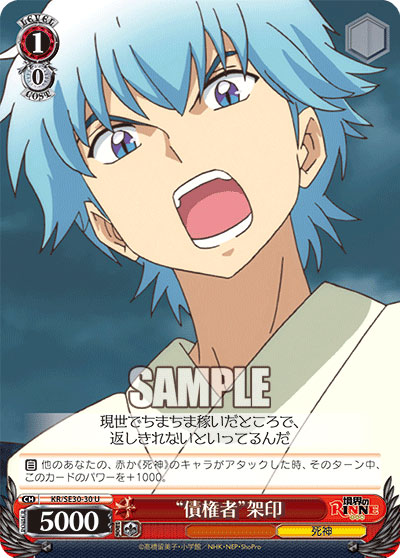 LEVEL
1
0
COST
SAMPLE
現世でちまちま稼いだところで、
返しきれないといってるんだ
自 他のあなたの、赤か《死神》のキャラがアタックした時、そのターン中、
このカードのパワーを+1000。
CH KR/SE30-30 U
POWER
5000
“債権者”架印
境界の
RINNE
死神
©高橋留美子・小学館／NHK・NEP・ShoPro